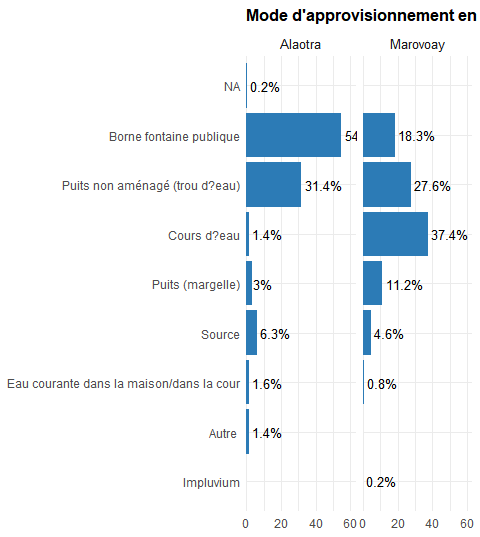 Mode d'approvisionnement en
Alaotra Marovoay
NA 0.2%
Borne fontaine publique 54 18.3%
Puits non aménagé (trou d?eau) 31.4% 27.6%
Cours d?eau 1.4% 37.4%
Puits (margelle) 3% 11.2%
Source 6.3% 4.6%
Eau courante dans la maison/dans la cour 1.6% 0.8%
Autre 1.4%
Impluvium 0.2%
0 20 40 60 0 20 40 60